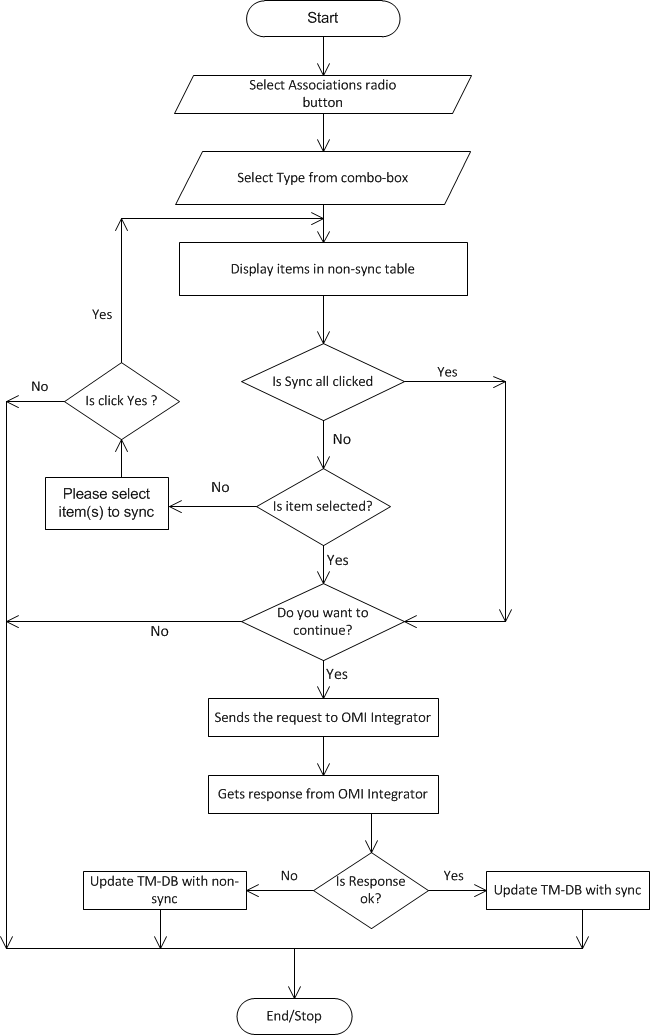 Start
Select Associations radio
button
Select Type from combo-box
Display items in non-sync table
Yes
Is Sync all clicked
Yes
No
Is click Yes ?
No
Please select
item(s) to sync
No
Is item selected?
Yes
Do you want to
continue?
No
Yes
Sends the request to OMI Integrator
Gets response from OMI Integrator
Update TM-DB with non-
sync
No
Is Response
ok?
Yes
Update TM-DB with sync
End/Stop